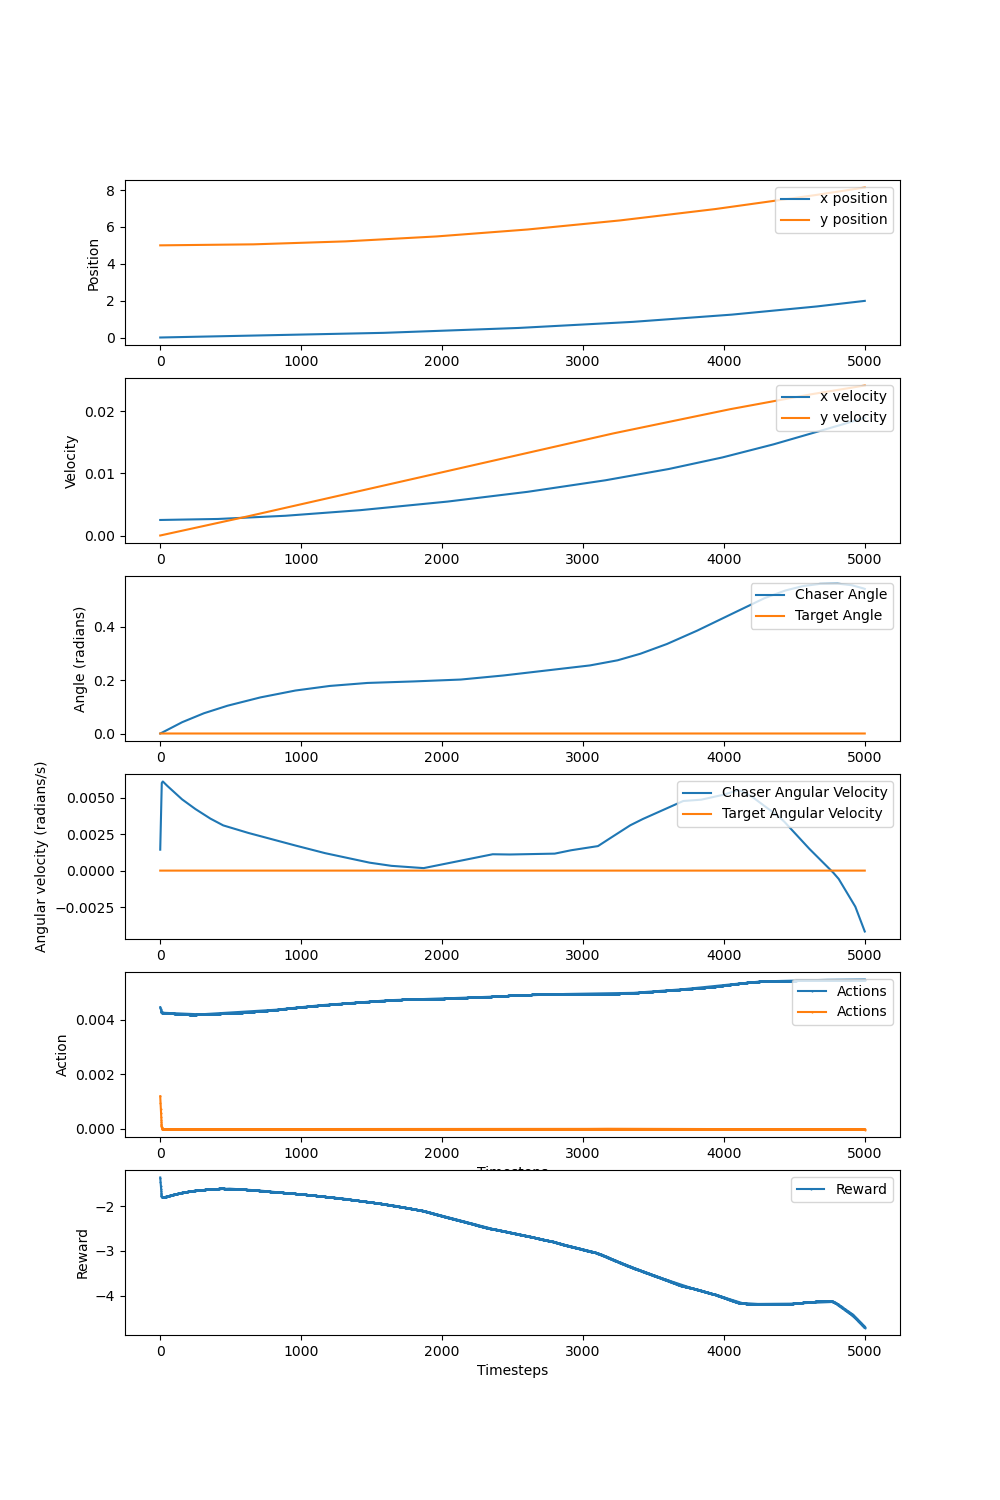 x position
y position
Position
8
6
4
2
0
0 1000 2000 3000 4000 5000
x velocity
y velocity
Velocity
0.02
0.01
0.00
0 1000 2000 3000 4000 5000
Chaser Angle
Target Angle
Angle (radians)
0.4
0.2
0.0
0 1000 2000 3000 4000 5000
Chaser Angular Velocity
Target Angular Velocity
Angular velocity (radians/s)
0.0050
0.0025
0.0000
−0.0025
0 1000 2000 3000 4000 5000
Actions
Actions
Action
0.004
0.002
0.000
0 1000 2000 3000 4000 5000
Timesteps
Reward
Reward
−2
−3
−4
0 1000 2000 3000 4000 5000
Timesteps